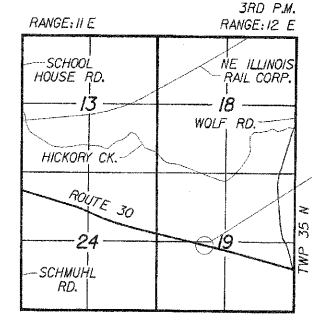 3RD P.M.
RANGE: 11 E
RANGE: 12 E
SCHOOL
HOUSE RD.
NE ILLINOIS
RAIL CORP.
13
18
WOLF RD.
HICKORY CK.
ROUTE 30
24
19
TWP 35 N
SCHMUHL
RD.